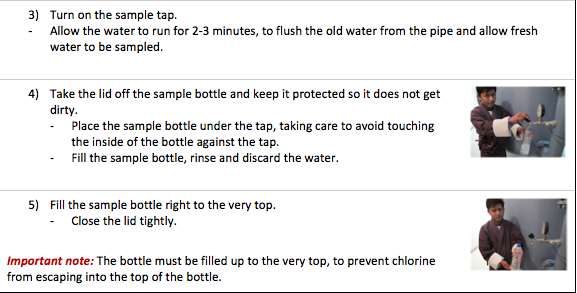 3) Turn on the sample tap.
- Allow the water to run for 2-3 minutes, to flush the old water from the pipe and allow fresh
water to be sampled.
4) Take the lid off the sample bottle and keep it protected so it does not get
dirty.
- Place the sample bottle under the tap, taking care to avoid touching
the inside of the bottle against the tap.
- Fill the sample bottle, rinse and discard the water.
5) Fill the sample bottle right to the very top.
- Close the lid tightly.
Important note: The bottle must be filled up to the very top, to prevent chlorine
from escaping into the top of the bottle.